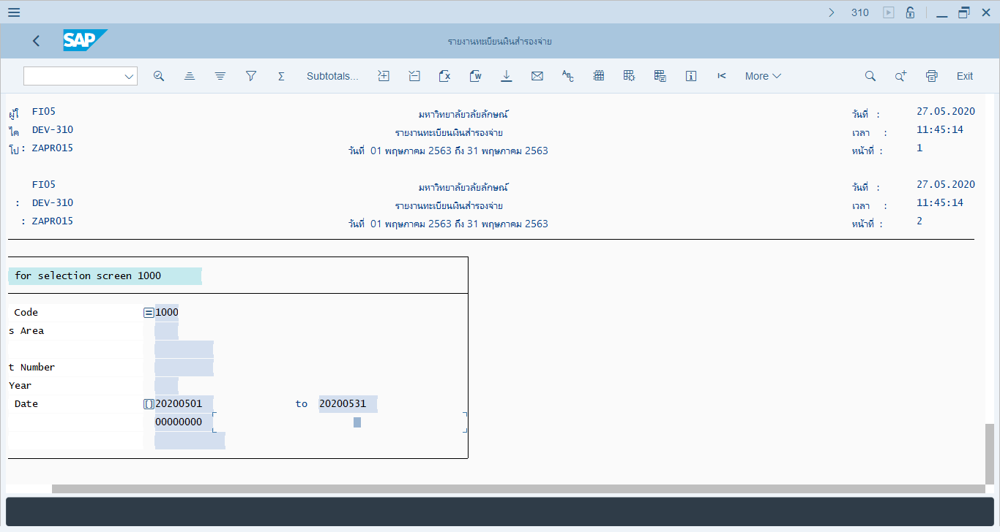 310
SAP
รายงานทะเบียนเงินสำรองจ่าย
Subtotals...
More
Exit
ผู้ใ FI05 มหาวิทยาลัยวลัยลักษณ์ วันที่ : 27.05.2020
ไค DEV-310 รายงานทะเบียนเงินสำรองจ่าย เวลา : 11:45:14
โป : ZAPR015 วันที่ 01 พฤษภาคม 2563 ถึง 31 พฤษภาคม 2563 หน้าที่ : 1
FI05 มหาวิทยาลัยวลัยลักษณ์ วันที่ : 27.05.2020
: DEV-310 รายงานทะเบียนเงินสำรองจ่าย เวลา : 11:45:14
: ZAPR015 วันที่ 01 พฤษภาคม 2563 ถึง 31 พฤษภาคม 2563 หน้าที่ : 2
for selection screen 1000
Code 1000
s Area
t Number
Year
Date 20200501 to 20200531
00000000